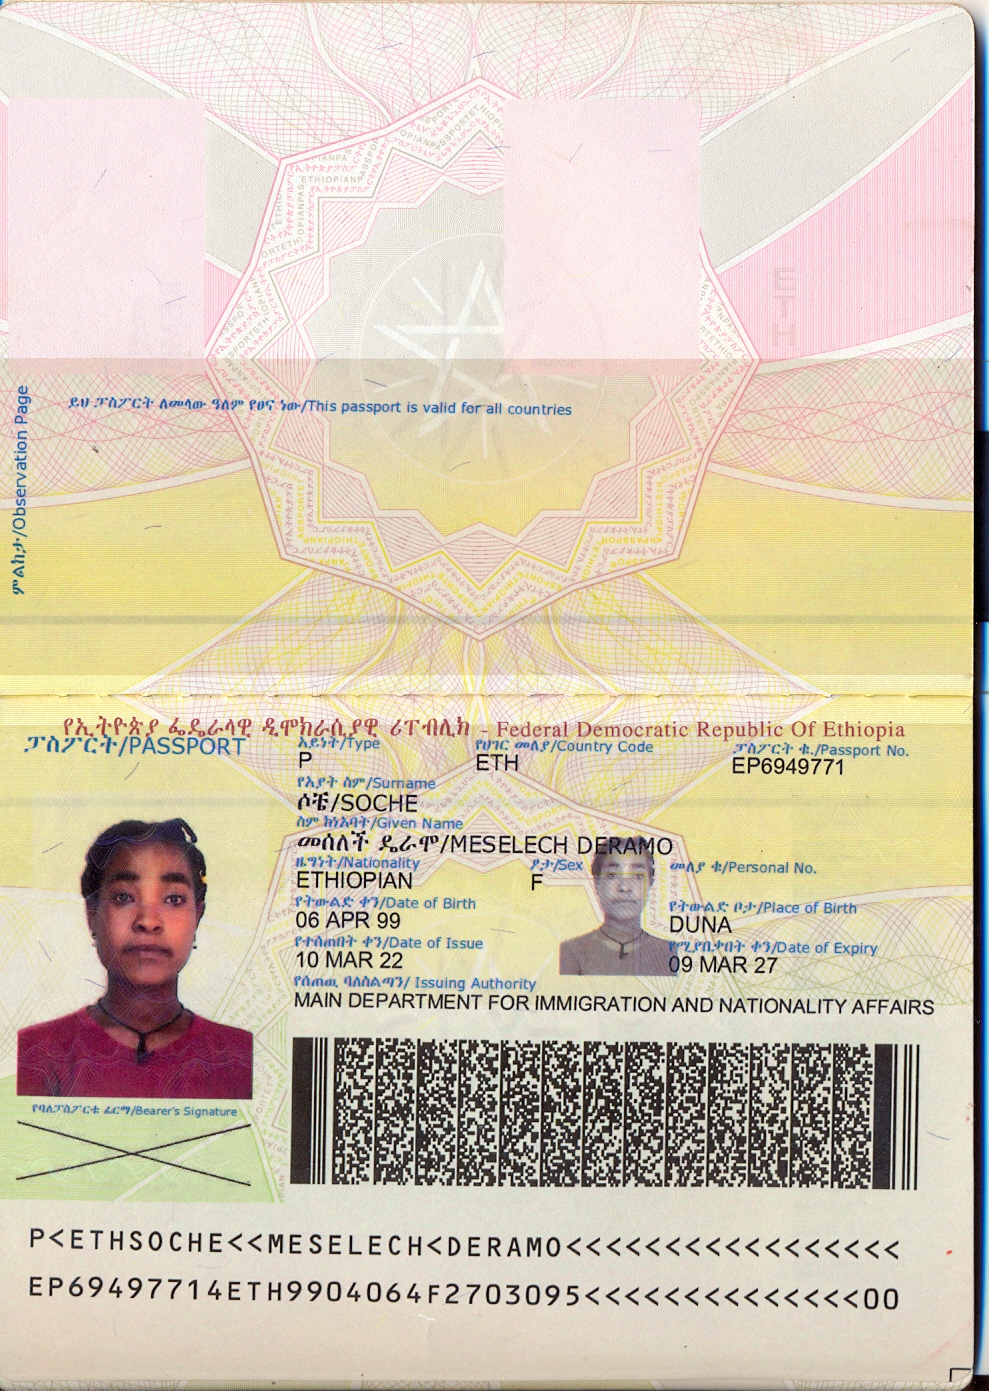 ይህ ፓስፖርት ለመላው ዓለም የፀና ነው/This passport is valid for all countries
ምልከታ/Observation Page
የኢትዮጵያ ፌዴራላዊ ዲሞክራሲያዊ ሪፐብሊክ - Federal Democratic Republic Of Ethiopia
ፓስፖርት/PASSPORT
አይነት/Type
የሀገር መለያ/Country Code
ፓስፖርት ቁ./Passport No.
P
ETH
EP6949771
የአያት ስም/Surname
ሶቼ/SOCHE
ስም ከነአባት/Given Name
መሰለች ዴራሞ/MESELECH DERAMO
ዜግነት/Nationality
ፆታ/Sex
መለያ ቁ/Personal No.
ETHIOPIAN
F
የትውልድ ቀን/Date of Birth
የትውልድ ቦታ/Place of Birth
06 APR 99
DUNA
የተሰጠበት ቀን/Date of Issue
የሚያበቃበት ቀን/Date of Expiry
10 MAR 22
09 MAR 27
የሰጠዉ ባለስልጣን/ Issuing Authority
MAIN DEPARTMENT FOR IMMIGRATION AND NATIONALITY AFFAIRS
የባለፓስፖርቱ ፊርማ/Bearer's Signature
P<ETHSOCHE<<MESELECH<DERAMO<<<<<<<<<<<<<<<<<
EP69497714ETH9904064F2703095<<<<<<<<<<<<<<00